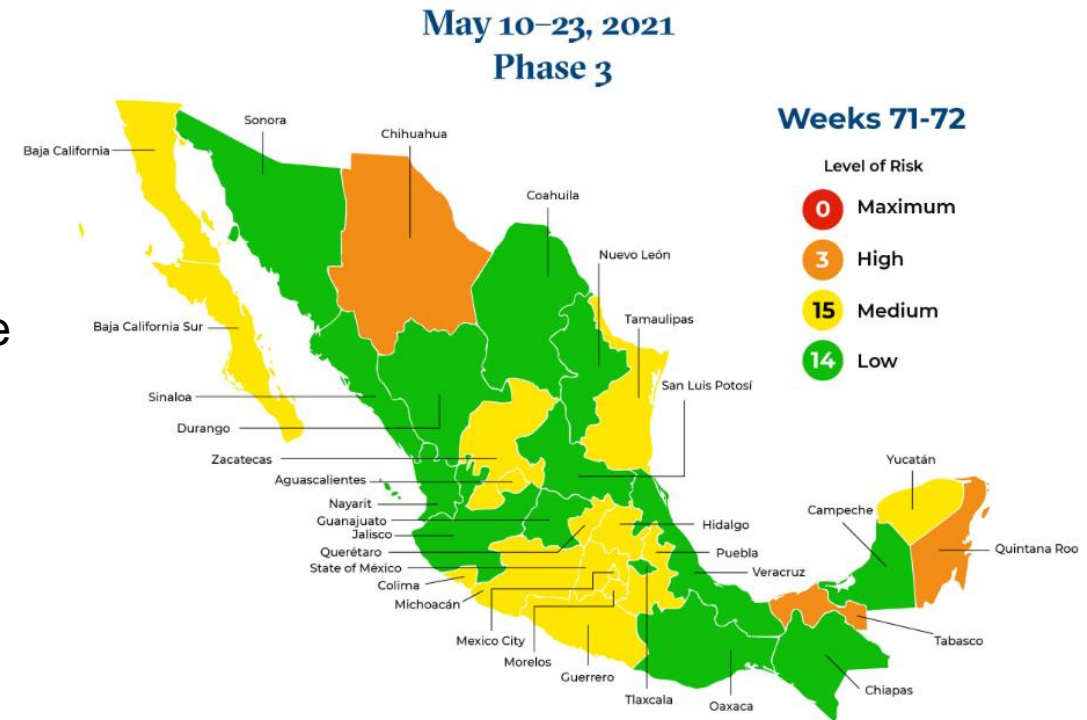 May 10–23, 2021
Phase 3
Weeks 71-72
Level of Risk
0 Maximum
3 High
15 Medium
14 Low
Baja California
Sonora
Chihuahua
Coahuila
Nuevo León
Tamaulipas
San Luis Potosí
e
Baja California Sur
Sinaloa
Durango
Zacatecas
Aguascalientes
Nayarit
Guanajuato
Jalisco
Querétaro
State of México
Colima
Michoacán
Mexico City
Morelos
Guerrero
Tlaxcala
Oaxaca
Hidalgo
Puebla
Veracruz
Campeche
Yucatán
Quintana Roo
Tabasco
Chiapas